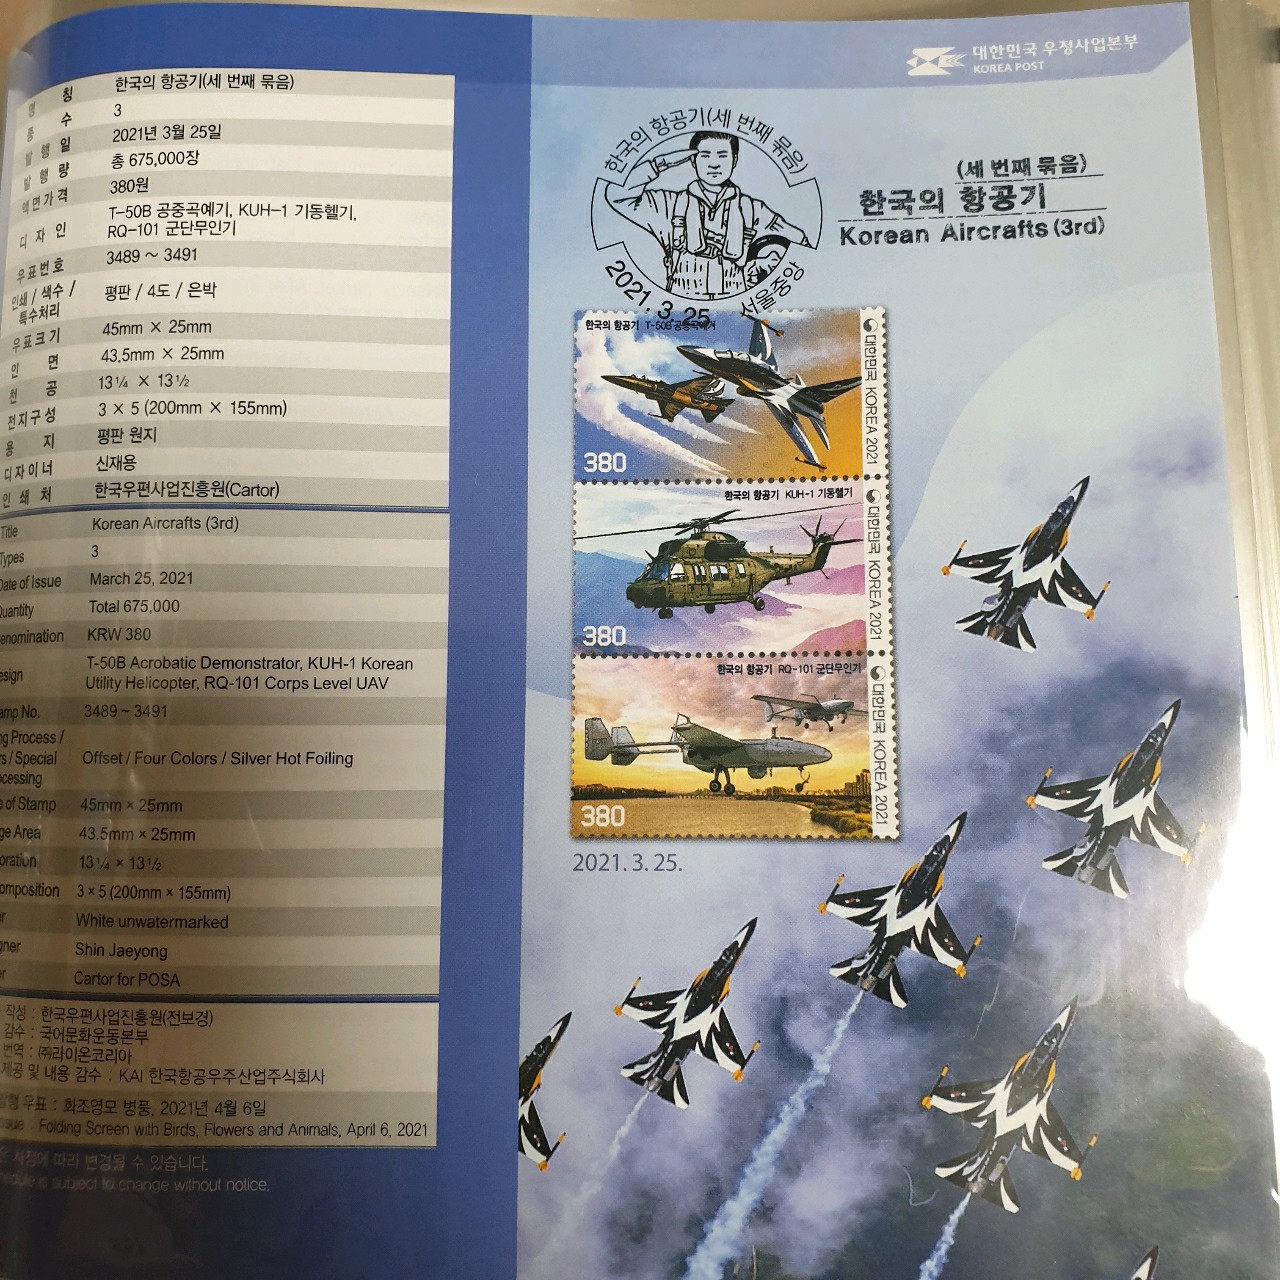 명 칭 한국의 항공기(세 번째 묶음)
종 수 3
발 행 일 2021년 3월 25일
발 행 량 총 675,000장
액면가격 380원
디 자 인 T-50B 공중곡예기, KUH-1 기동헬기,
RQ-101 군단무인기
우표번호 3489 ~ 3491
인쇄 / 색수 / 특수처리 평판 / 4도 / 은박
우표크기 45mm × 25mm
인 면 43.5mm × 25mm
천 공 13¼ × 13½
전지구성 3 × 5 (200mm × 155mm)
용 지 평판 원지
디자이너 신재용
인 쇄 처 한국우편사업진흥원(Cartor)
Title Korean Aircrafts (3rd)
Types 3
Date of Issue March 25, 2021
Quantity Total 675,000
enomination KRW 380
esign T-50B Acrobatic Demonstrator, KUH-1 Korean
Utility Helicopter, RQ-101 Corps Level UAV
amp No. 3489 ~ 3491
ng Process /
rs / Special
ocessing Offset / Four Colors / Silver Hot Foiling
e of Stamp 45mm × 25mm
ge Area 43.5mm × 25mm
oration 13¼ × 13½
omposition 3 × 5 (200mm × 155mm)
er White unwatermarked
gner Shin Jaeyong
er Cartor for POSA
작성 : 한국우편사업진흥원(전보경)
감수 : 국어문화운동본부
번역 : ㈜라이온코리아
제공 및 내용 감수 : KAI 한국항공우주산업주식회사
발행 우표 : 화조영모 병풍, 2021년 4월 6일
ssue : Folding Screen with Birds, Flowers and Animals, April 6, 2021
은 사정에 따라 변경될 수 있습니다.
hedule is subject to change without notice.
대한민국 우정사업본부
KOREA POST
한국의 항공기(세 번째 묶음)
2021.3.25 서울중앙
(세 번째 묶음)
한국의 항공기
Korean Aircrafts (3rd)
한국의 항공기 T-50B 공중곡예기
380
대한민국 KOREA 2021
한국의 항공기 KUH-1 기동헬기
380
대한민국 KOREA 2021
한국의 항공기 RQ-101 군단무인기
380
대한민국 KOREA 2021
2021. 3. 25.